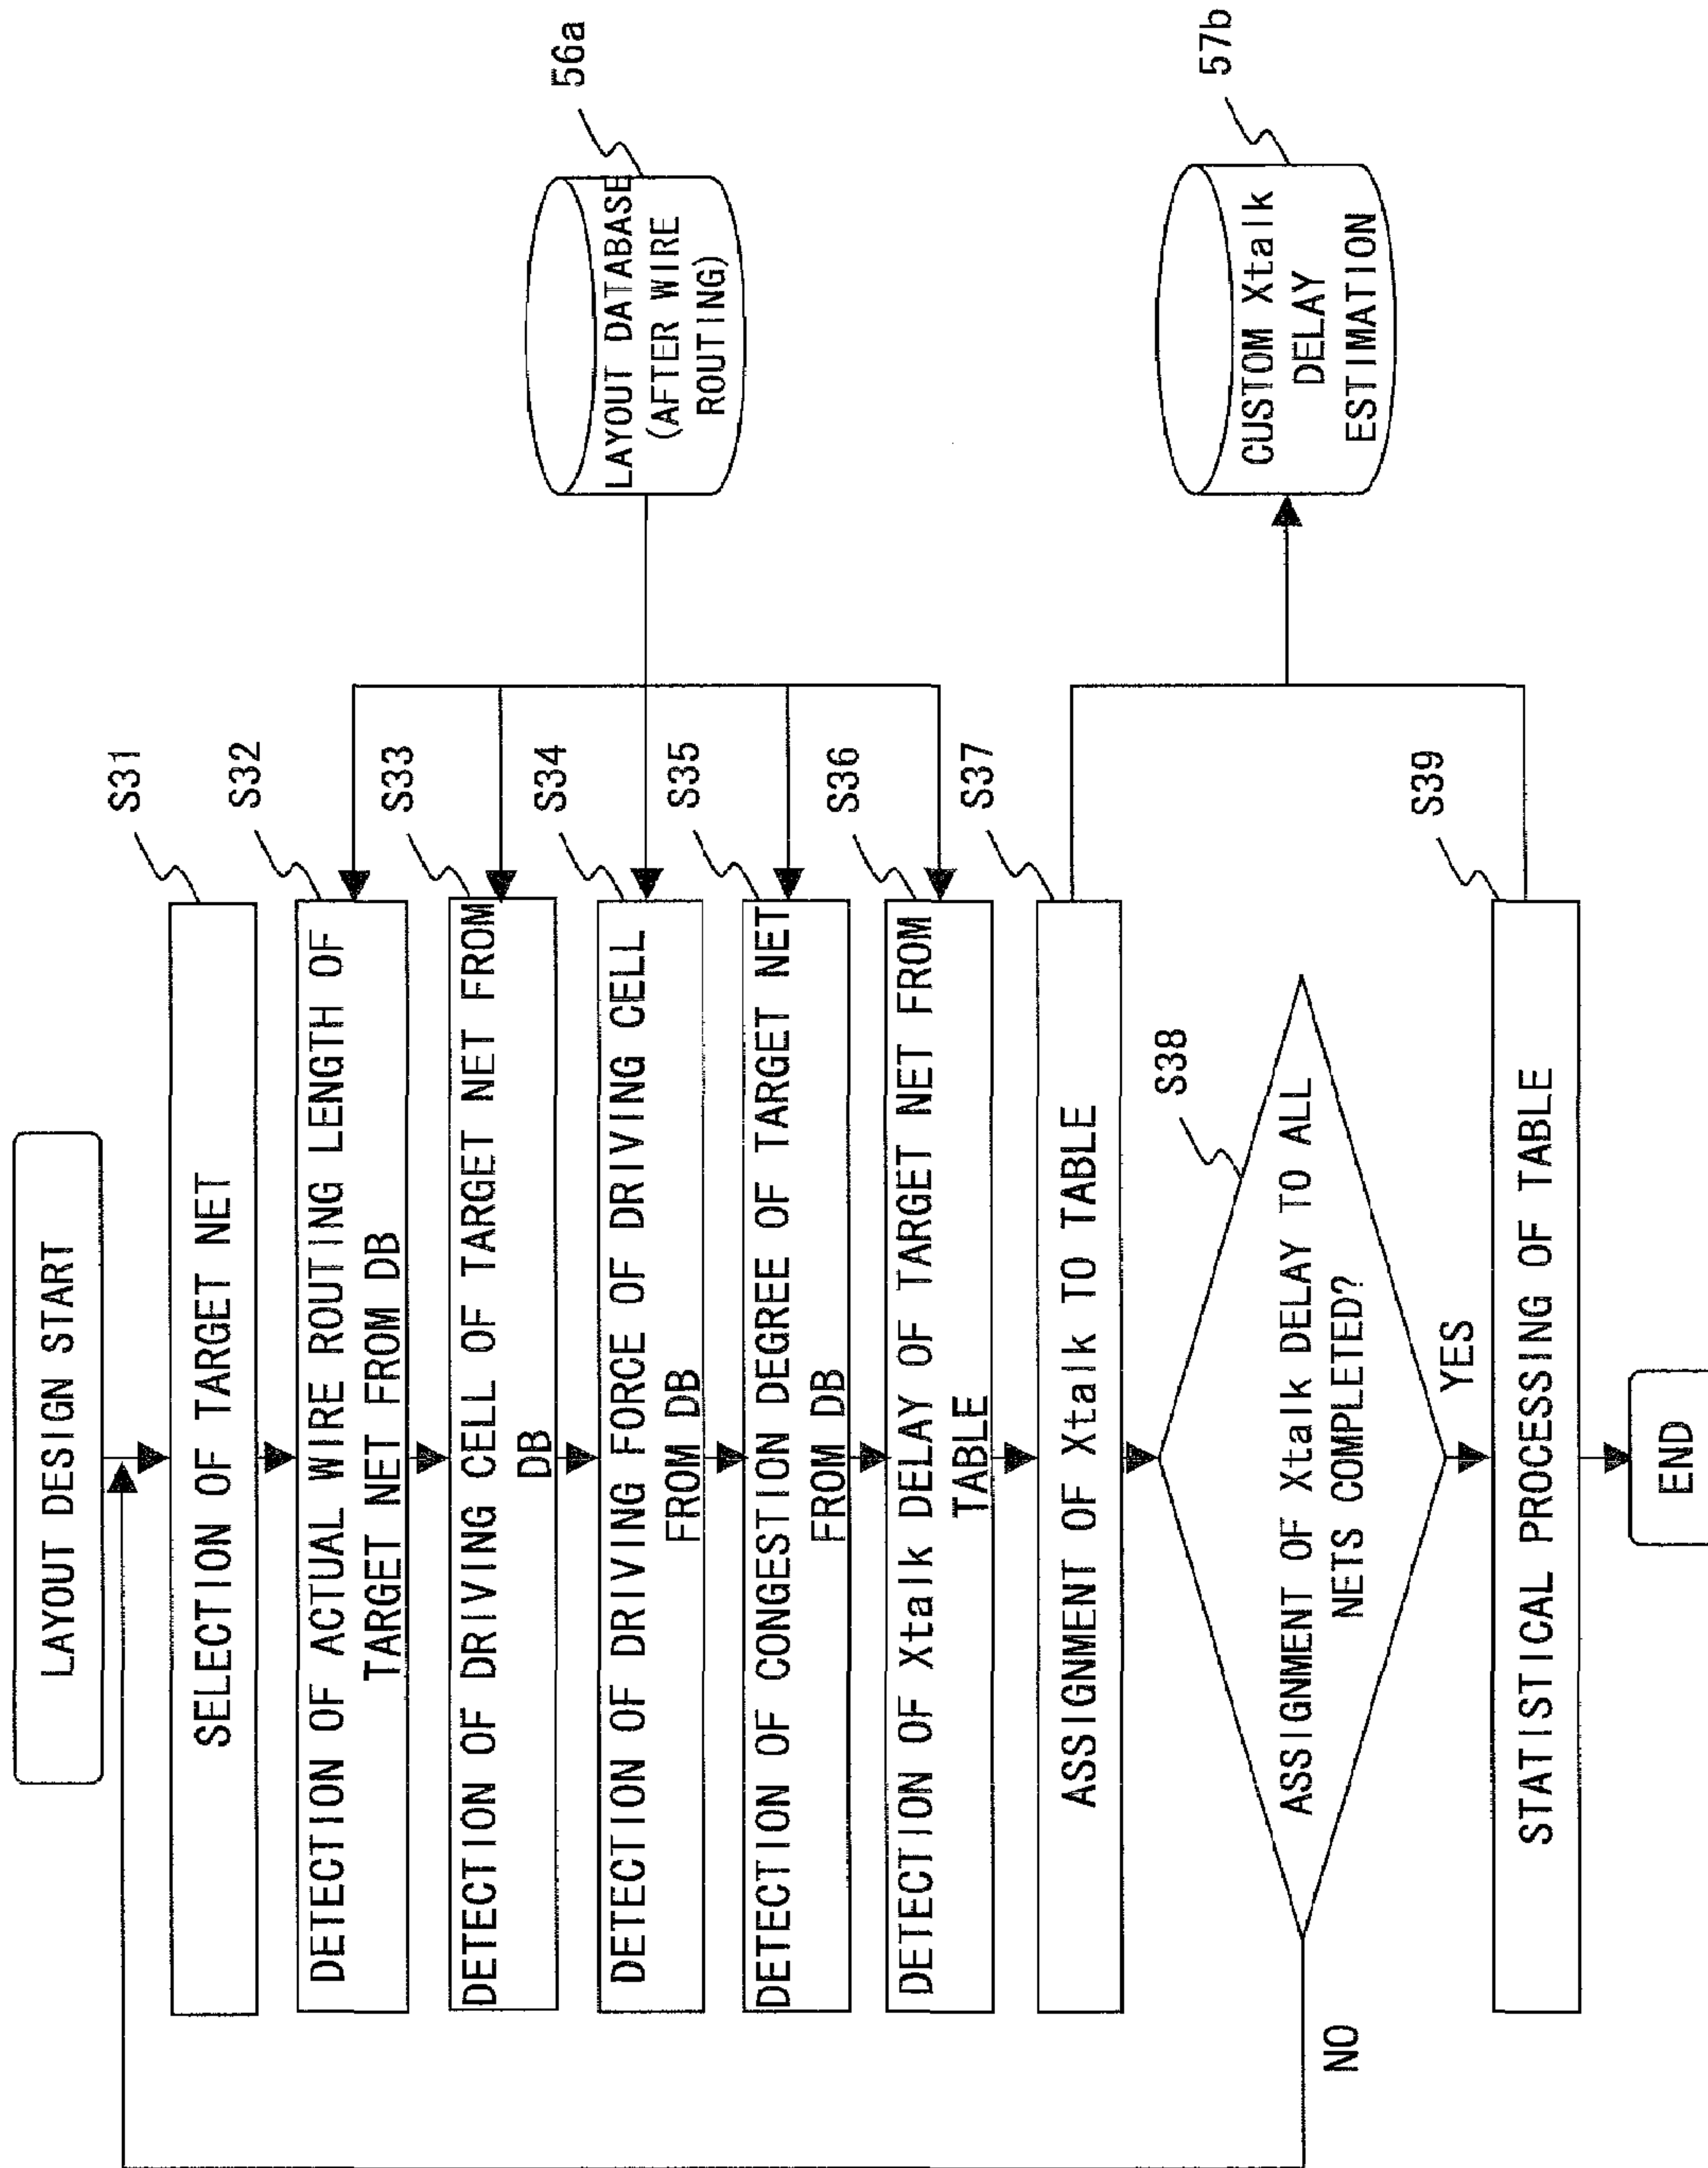 LAYOUT DESIGN START
S31
SELECTION OF TARGET NET
S32
DETECTION OF ACTUAL WIRE ROUTING LENGTH OF
TARGET NET FROM DB
S33
DETECTION OF DRIVING CELL OF TARGET NET FROM
DB
S34
DETECTION OF DRIVING FORCE OF DRIVING CELL
FROM DB
S35
DETECTION OF CONGESTION DEGREE OF TARGET NET
FROM DB
S36
DETECTION OF Xtalk DELAY OF TARGET NET FROM
TABLE
S37
ASSIGNMENT OF Xtalk TO TABLE
S38
ASSIGNMENT OF Xtalk DELAY TO ALL
NETS COMPLETED?
NO
YES
S39
STATISTICAL PROCESSING OF TABLE
END
56a
LAYOUT DATABASE
(AFTER WIRE
ROUTING)
57b
CUSTOM Xtalk
DELAY
ESTIMATION